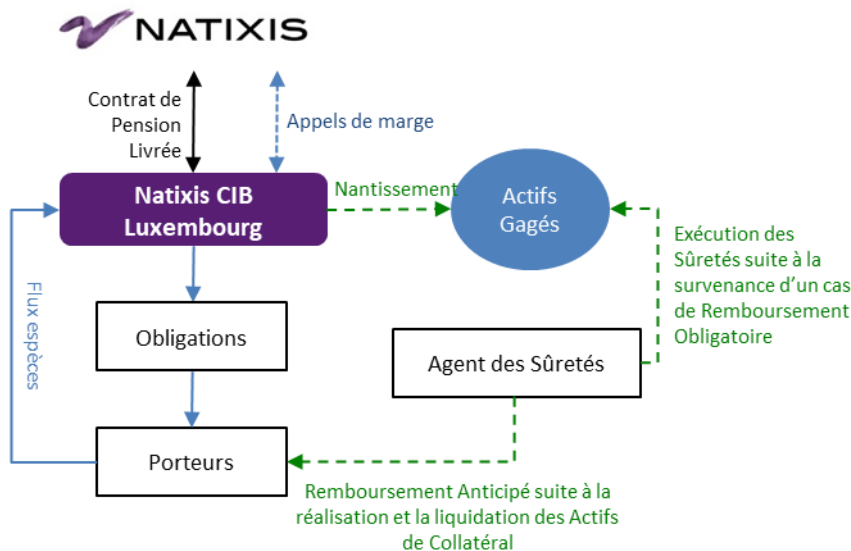 NATIXIS
Contrat de
Pension
Livrée
Appels de marge
Natixis CIB
Luxembourg
Nantissement
Actifs
Gagés
Exécution des
Sûretés suite à la
survenance d’un cas
de Remboursement
Obligatoire
Flux espèces
Obligations
Agent des Sûretés
Porteurs
Remboursement Anticipé suite à la
réalisation et la liquidation des Actifs
de Collatéral